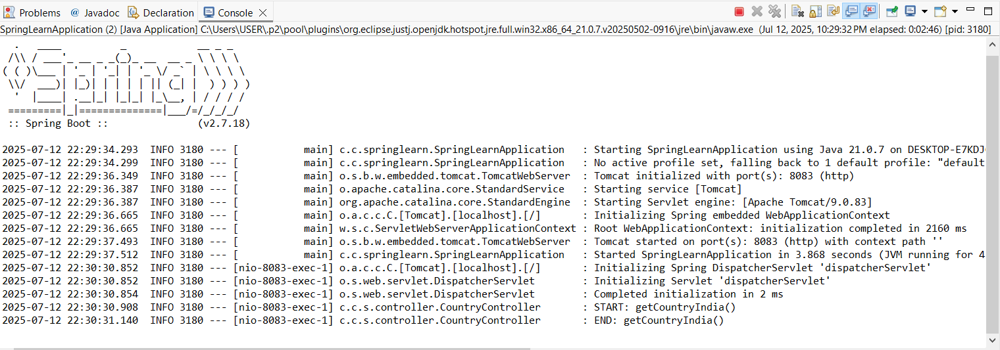 Problems Javadoc Declaration Console
SpringLearnApplication (2) [Java Application] C:\Users\USER\.p2\pool\plugins\org.eclipse.justj.openjdk.hotspot.jre.full.win32.x86_64_21.0.7.v20250502-0916\jre\bin\javaw.exe (Jul 12, 2025, 10:29:32 PM elapsed: 0:02:46) [pid: 3180]
  .   ____          _            __ _ _
 /\\ / ___'_ __ _ _(_)_ __  __ _ \ \ \ \
( ( )\___ | '_ | '_| | '_ \/ _` | \ \ \ \
 \\/  ___)| |_)| | | | | || (_| |  ) ) ) )
  '  |____| .__|_| |_|_| |_\__, | / / / /
 =========|_|==============|___/=/_/_/_/
 :: Spring Boot ::               (v2.7.18)
2025-07-12 22:29:34.293  INFO 3180 --- [           main] c.c.springlearn.SpringLearnApplication   : Starting SpringLearnApplication using Java 21.0.7 on DESKTOP-E7KDJ
2025-07-12 22:29:34.299  INFO 3180 --- [           main] c.c.springlearn.SpringLearnApplication   : No active profile set, falling back to 1 default profile: "default
2025-07-12 22:29:36.349  INFO 3180 --- [           main] o.s.b.w.embedded.tomcat.TomcatWebServer  : Tomcat initialized with port(s): 8083 (http)
2025-07-12 22:29:36.387  INFO 3180 --- [           main] o.apache.catalina.core.StandardService   : Starting service [Tomcat]
2025-07-12 22:29:36.387  INFO 3180 --- [           main] org.apache.catalina.core.StandardEngine  : Starting Servlet engine: [Apache Tomcat/9.0.83]
2025-07-12 22:29:36.665  INFO 3180 --- [           main] o.a.c.c.C.[Tomcat].[localhost].[/]       : Initializing Spring embedded WebApplicationContext
2025-07-12 22:29:36.665  INFO 3180 --- [           main] w.s.c.ServletWebServerApplicationContext : Root WebApplicationContext: initialization completed in 2160 ms
2025-07-12 22:29:37.493  INFO 3180 --- [           main] o.s.b.w.embedded.tomcat.TomcatWebServer  : Tomcat started on port(s): 8083 (http) with context path ''
2025-07-12 22:29:37.512  INFO 3180 --- [           main] c.c.springlearn.SpringLearnApplication   : Started SpringLearnApplication in 3.868 seconds (JVM running for 4
2025-07-12 22:30:30.852  INFO 3180 --- [nio-8083-exec-1] o.a.c.c.C.[Tomcat].[localhost].[/]       : Initializing Spring DispatcherServlet 'dispatcherServlet'
2025-07-12 22:30:30.852  INFO 3180 --- [nio-8083-exec-1] o.s.web.servlet.DispatcherServlet        : Initializing Servlet 'dispatcherServlet'
2025-07-12 22:30:30.854  INFO 3180 --- [nio-8083-exec-1] o.s.web.servlet.DispatcherServlet        : Completed initialization in 2 ms
2025-07-12 22:30:30.908  INFO 3180 --- [nio-8083-exec-1] c.c.s.controller.CountryController       : START: getCountryIndia()
2025-07-12 22:30:31.140  INFO 3180 --- [nio-8083-exec-1] c.c.s.controller.CountryController       : END: getCountryIndia()